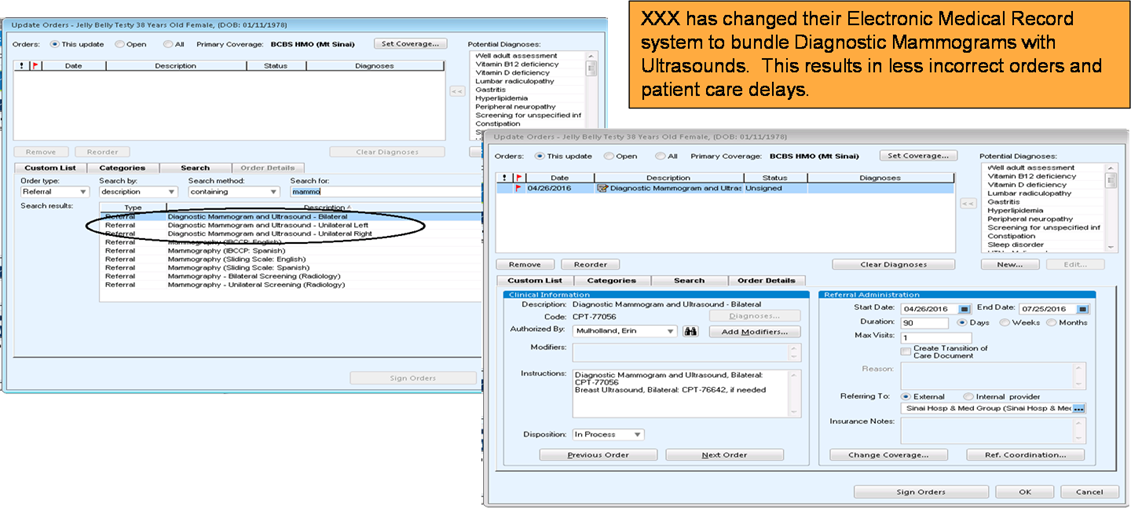 XXX has changed their Electronic Medical Record
system to bundle Diagnostic Mammograms with
Ultrasounds. This results in less incorrect orders and
patient care delays.
Update Orders - Jelly Belly Testy 38 Years Old Female, (DOB: 01/11/1978)
Orders: This update Open All Primary Coverage: BCBS HMO (Mt Sinai) Set Coverage... Potential Diagnoses:
! Date Description Status Diagnoses
Well adult assessment
Vitamin B12 deficiency
Vitamin D deficiency
Lumbar radiculopathy
Gastritis
Hyperlipidemia
Peripheral neuropathy
Screening for unspecified inf
Constipation
<<
Remove Reorder Clear Diagnoses
Custom List Categories Search Order Details
Order type: Search by: Search method: Search for:
Referral description containing mammo
Search results:
Type Description ^
Referral Diagnostic Mammogram and Ultrasound - Bilateral
Referral Diagnostic Mammogram and Ultrasound - Unilateral Left
Referral Diagnostic Mammogram and Ultrasound - Unilateral Right
Referral Mammography (IBCCP: English)
Referral Mammography (IBCCP: Spanish)
Referral Mammography (Sliding Scale: English)
Referral Mammography (Sliding Scale: Spanish)
Referral Mammography - Bilateral Screening (Radiology)
Referral Mammography - Unilateral Screening (Radiology)
Sign Orders
Update Orders - Jelly Belly Testy 38 Years Old Female, (DOB: 01/11/1978)
Orders: This update Open All Primary Coverage: BCBS HMO (Mt Sinai) Set Coverage... Potential Diagnoses:
! Date Description Status Diagnoses
04/26/2016 Diagnostic Mammogram and Ultras Unsigned
Well adult assessment
Vitamin B12 deficiency
Vitamin D deficiency
Lumbar radiculopathy
Gastritis
Hyperlipidemia
Peripheral neuropathy
Screening for unspecified inf
Constipation
Sleep disorder
<<
Remove Reorder Clear Diagnoses New... Edit...
Custom List Categories Search Order Details
Clinical Information
Description: Diagnostic Mammogram and Ultrasound - Bilateral
Code: CPT-77056 Diagnoses...
Authorized By: Mulholland, Erin Add Modifiers...
Modifiers:
Instructions: Diagnostic Mammogram and Ultrasound, Bilateral:
CPT-77056
Breast Ultrasound, Bilateral: CPT-76642, if needed
Disposition: In Process
Previous Order Next Order
Referral Administration
Start Date: 04/26/2016 End Date: 07/25/2016
Duration: 90 Days Weeks Months
Max Visits: 1
Create Transition of
Care Document
Reason:
Referring To: External Internal provider
Sinai Hosp & Med Group (Sinai Hosp & Med ...
Insurance Notes:
Change Coverage... Ref. Coordination...
Sign Orders OK Cancel